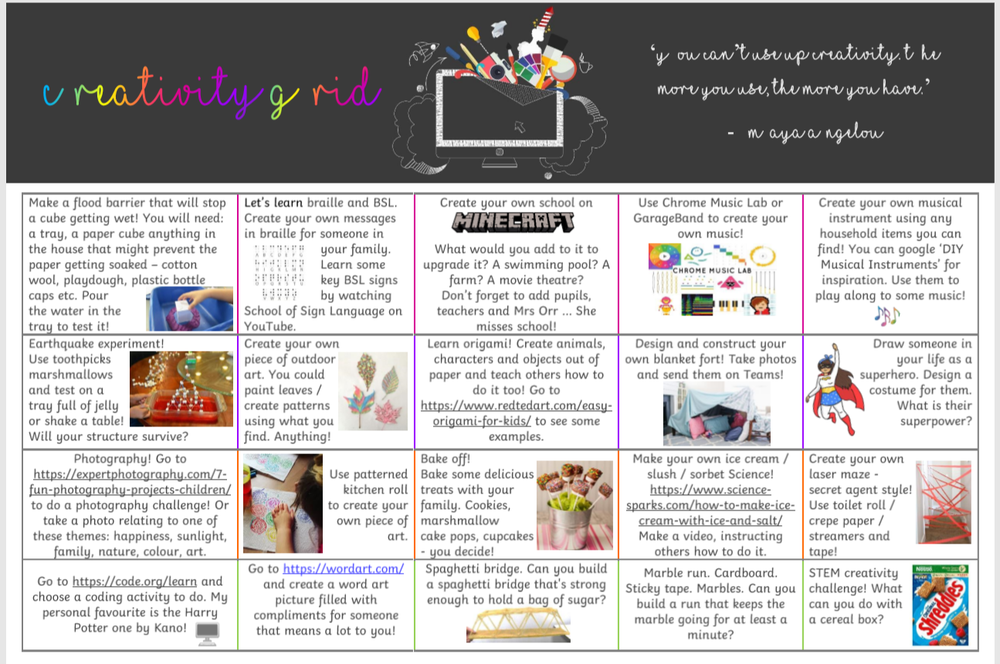 creativity grid
‘you can’t use up creativity. the
more you use, the more you have.’
- maya angelou
Make a flood barrier that will stop
a cube getting wet! You will need:
a tray, a paper cube anything in
the house that might prevent the
paper getting soaked – cotton
wool, playdough, plastic bottle
caps etc. Pour
the water in the
tray to test it!
Let’s learn braille and BSL.
Create your own messages
in braille for someone in
your family.
Learn some
key BSL signs
by watching
School of Sign Language on
YouTube.
Create your own school on
MINECRAFT
What would you add to it to
upgrade it? A swimming pool? A
farm? A movie theatre?
Don’t forget to add pupils,
teachers and Mrs Orr ... She
misses school!
Use Chrome Music Lab or
GarageBand to create your
own music!
CHROME MUSIC LAB
Create your own musical
instrument using any
household items you can
find! You can google ‘DIY
Musical Instruments’ for
inspiration. Use them to
play along to some music!
Earthquake experiment!
Use toothpicks
marshmallows
and test on a
tray full of jelly
or shake a table!
Will your structure survive?
Create your own
piece of outdoor
art. You could
paint leaves /
create patterns
using what you
find. Anything!
Learn origami! Create animals,
characters and objects out of
paper and teach others how to
do it too! Go to
https://www.redtedart.com/easy-
origami-for-kids/ to see some
examples.
Design and construct your
own blanket fort! Take photos
and send them on Teams!
Draw someone in
your life as a
superhero. Design a
costume for them.
What is their
superpower?
Photography! Go to
https://expertphotography.com/7-
fun-photography-projects-children/
to do a photography challenge! Or
take a photo relating to one of
these themes: happiness, sunlight,
family, nature, colour, art.
Use patterned
kitchen roll
to create your
own piece of
art.
Bake off!
Bake some delicious
treats with your
family. Cookies,
marshmallow
cake pops, cupcakes
- you decide!
Make your own ice cream /
slush / sorbet Science!
https://www.science-
sparks.com/how-to-make-ice-
cream-with-ice-and-salt/
Make a video, instructing
others how to do it.
Create your own
laser maze -
secret agent style!
Use toilet roll /
crepe paper /
streamers and
tape!
Go to https://code.org/learn and
choose a coding activity to do. My
personal favourite is the Harry
Potter one by Kano!
Go to https://wordart.com/
and create a word art
picture filled with
compliments for someone
that means a lot to you!
Spaghetti bridge. Can you build
a spaghetti bridge that’s strong
enough to hold a bag of sugar?
Marble run. Cardboard.
Sticky tape. Marbles. Can you
build a run that keeps the
marble going for at least a
minute?
STEM creativity
challenge! What
can you do with
a cereal box?
Nestlé
Shreddies